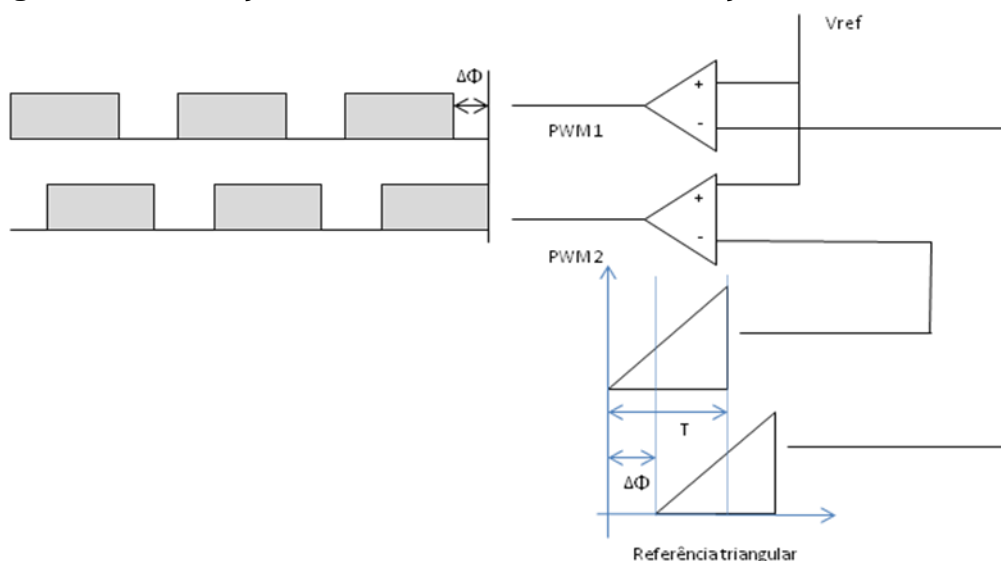 Vref
ΔΦ
+
-
PWM1
+
-
PWM2
T
ΔΦ
Referência triangular